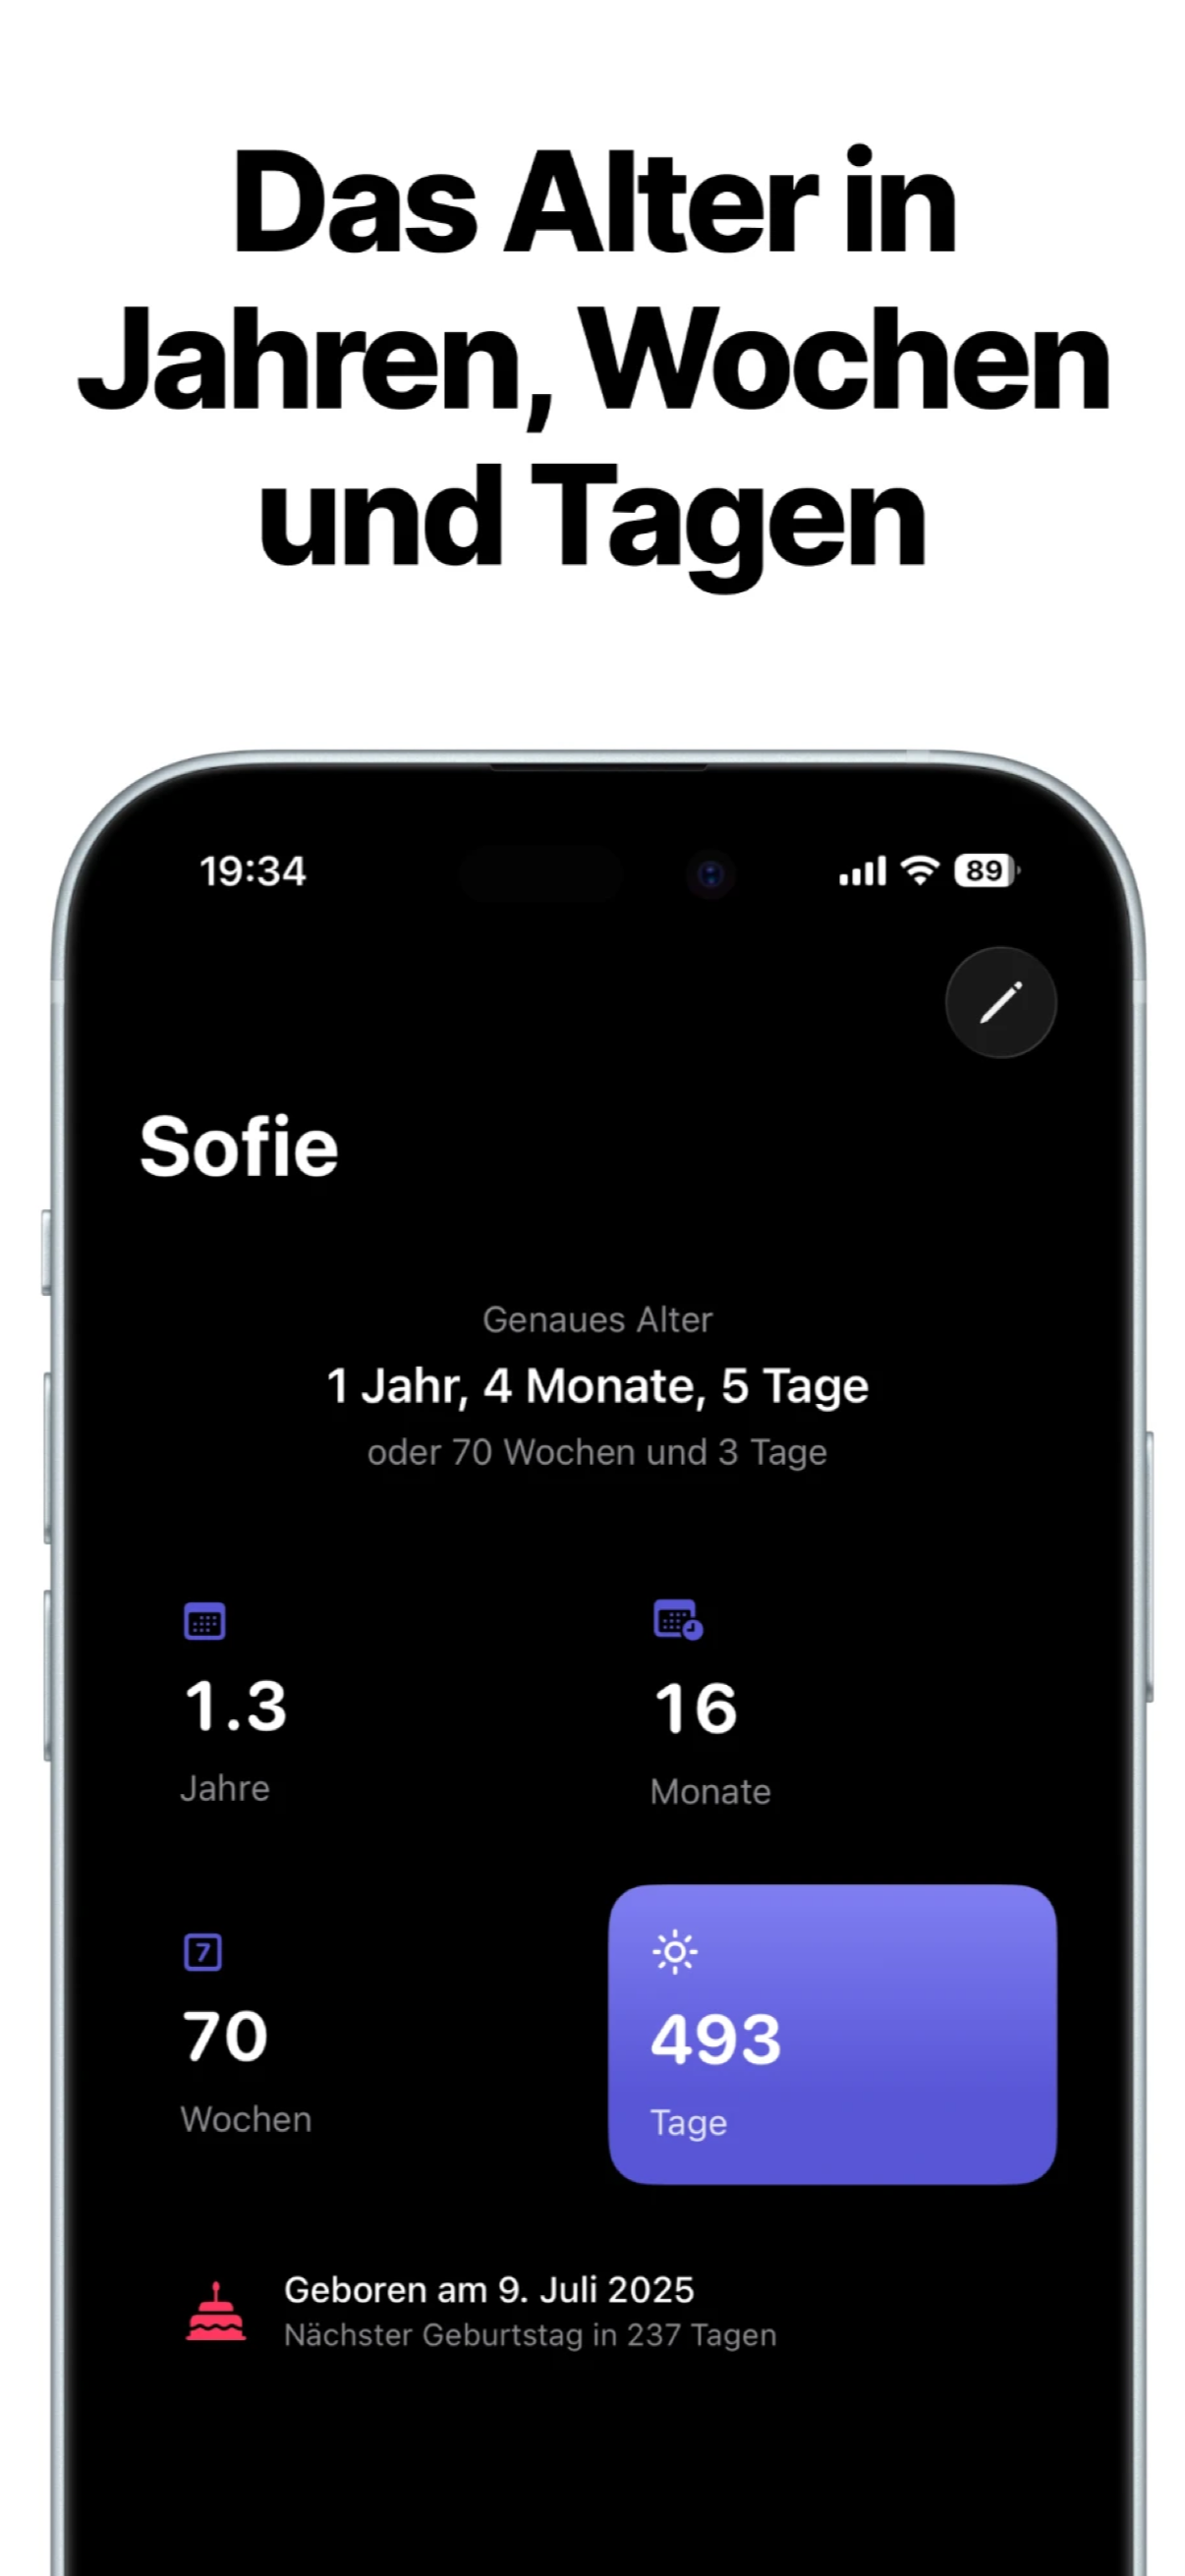 Das Alter in
Jahren, Wochen
und Tagen
19:34
89
Sofie
Genaues Alter
1 Jahr, 4 Monate, 5 Tage
oder 70 Wochen und 3 Tage
1.3
Jahre
16
Monate
7
70
Wochen
493
Tage
Geboren am 9. Juli 2025
Nächster Geburtstag in 237 Tagen